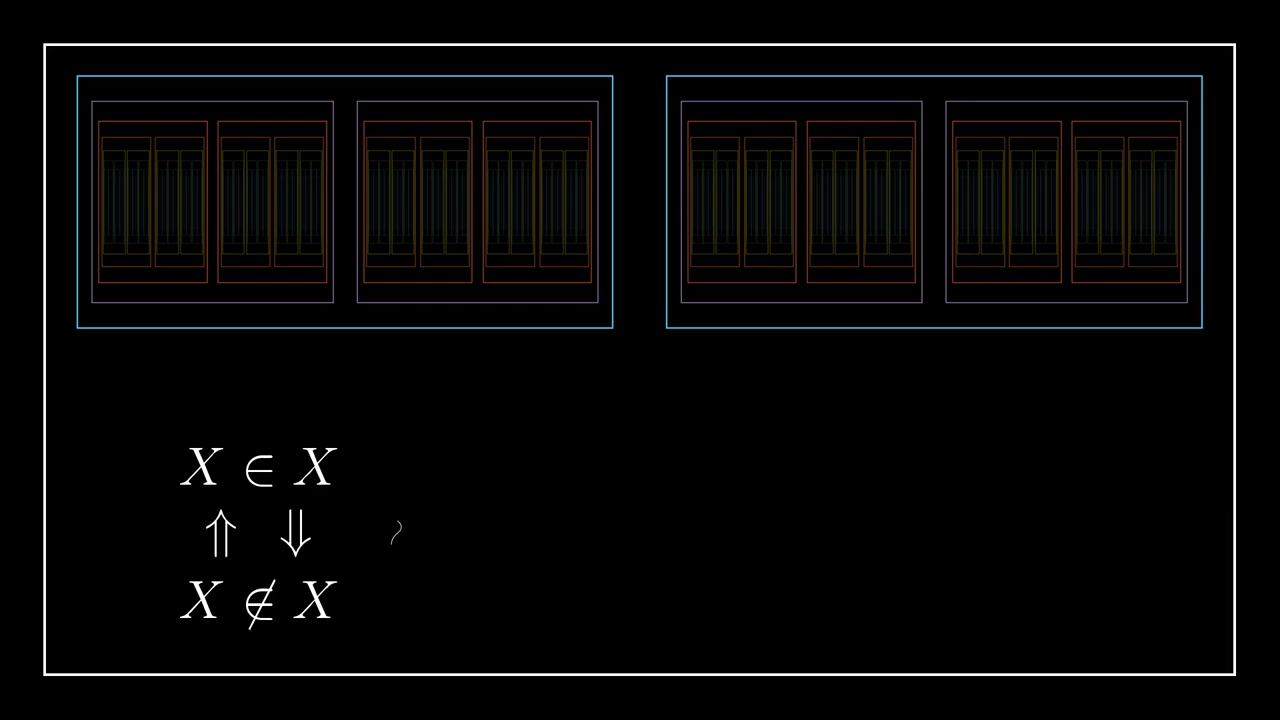 X ∈ X
⇑ ⇓
X ∉ X